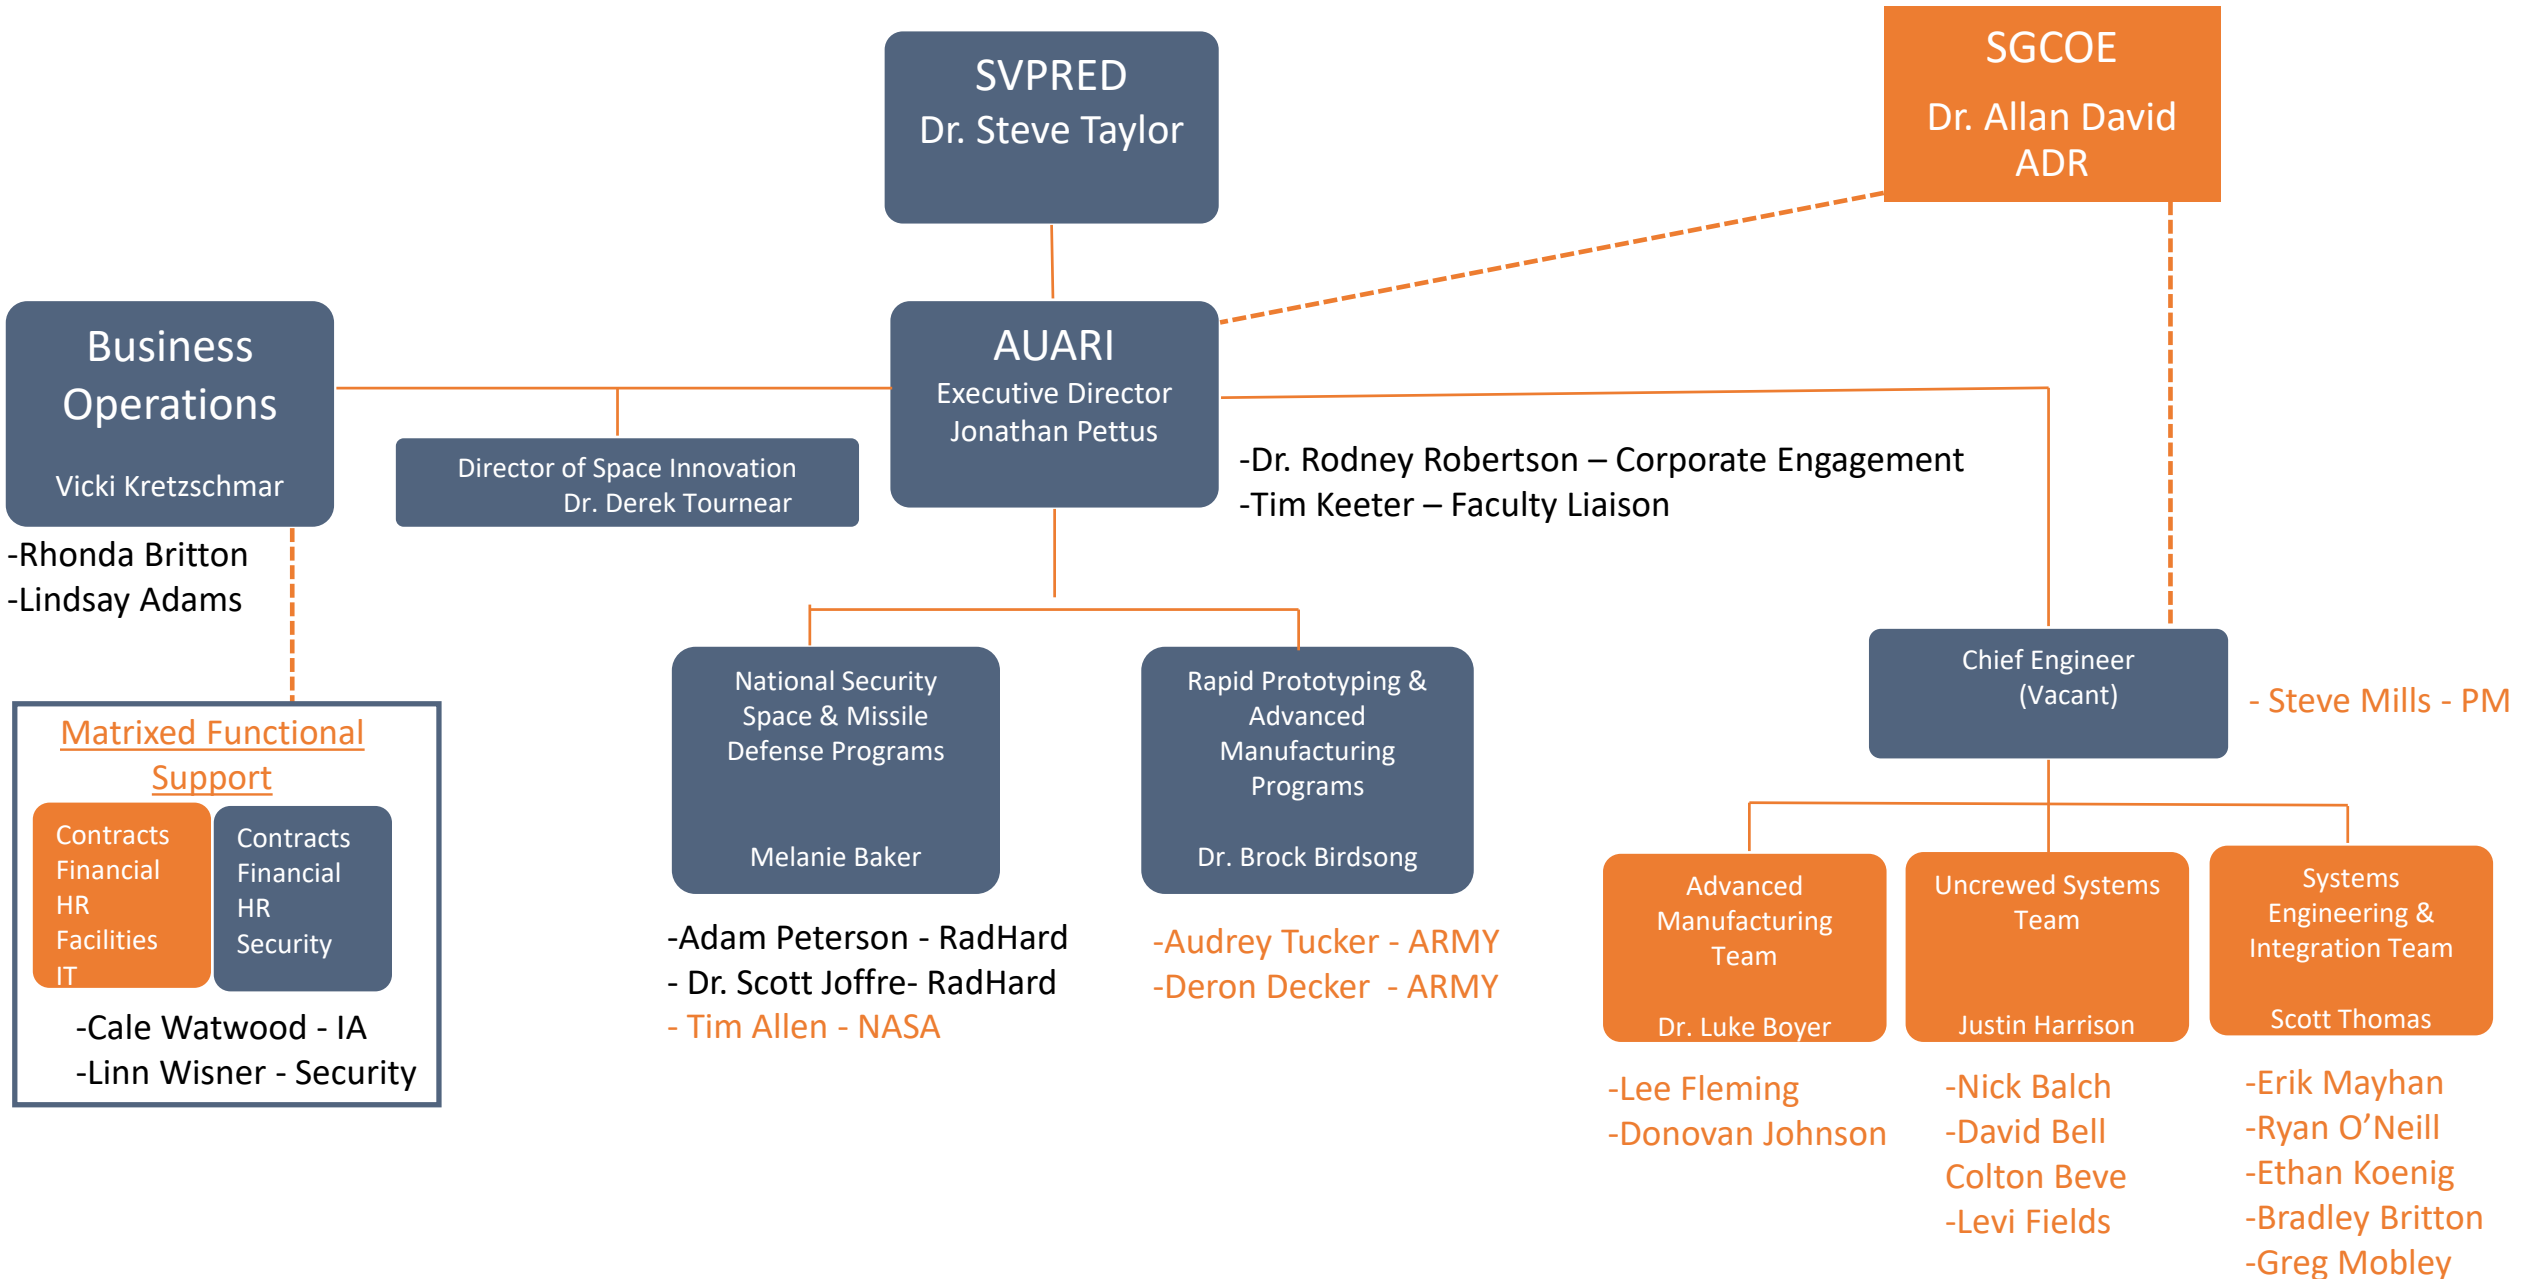 SVPRED
Dr. Steve Taylor
SGCOE
Dr. Allan David
ADR
Business
Operations
Vicki Kretzschmar
-Rhonda Britton
-Lindsay Adams
Director of Space Innovation
Dr. Derek Tournear
AUARI
Executive Director
Jonathan Pettus
-Dr. Rodney Robertson – Corporate Engagement
-Tim Keeter – Faculty Liaison
Matrixed Functional
Support
Contracts
Financial
HR
Facilities
IT
Contracts
Financial
HR
Security
-Cale Watwood - IA
-Linn Wisner - Security
National Security
Space & Missile
Defense Programs
Melanie Baker
-Adam Peterson - RadHard
- Dr. Scott Joffre- RadHard
- Tim Allen - NASA
Rapid Prototyping &
Advanced
Manufacturing
Programs
Dr. Brock Birdsong
-Audrey Tucker - ARMY
-Deron Decker - ARMY
Chief Engineer
(Vacant)
- Steve Mills - PM
Advanced
Manufacturing
Team
Dr. Luke Boyer
-Lee Fleming
-Donovan Johnson
Uncrewed Systems
Team
Justin Harrison
-Nick Balch
-David Bell
Colton Beve
-Levi Fields
Systems
Engineering &
Integration Team
Scott Thomas
-Erik Mayhan
-Ryan O’Neill
-Ethan Koenig
-Bradley Britton
-Greg Mobley